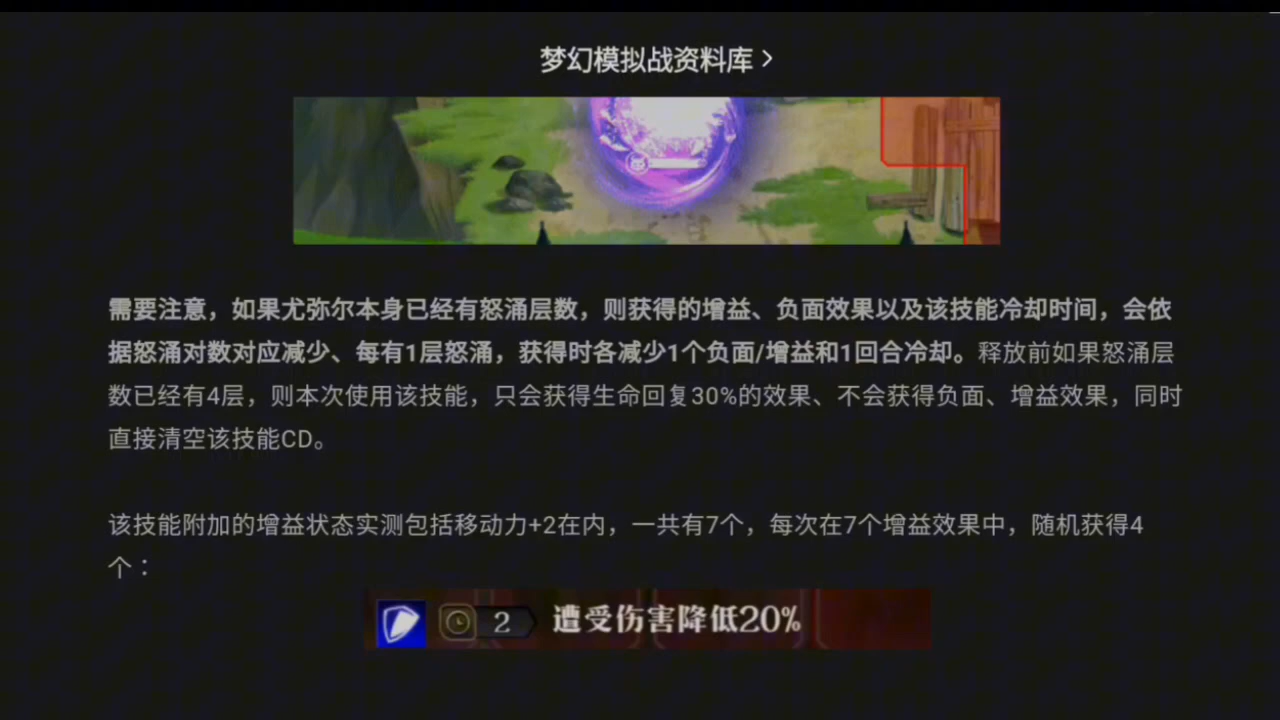 梦幻模拟战资料库 >
需要注意，如果尤弥尔本身已经有怒涌层数，则获得的增益、负面效果以及该技能冷却时间，会依
据怒涌对数对应减少、每有1层怒涌，获得时各减少1个负面/增益和1回合冷却。释放前如果怒涌层
数已经有4层，则本次使用该技能，只会获得生命回复30%的效果、不会获得负面、增益效果，同时
直接清空该技能CD。
该技能附加的增益状态实测包括移动力+2在内，一共有7个，每次在7个增益效果中，随机获得4
个：
2 遭受伤害降低20%